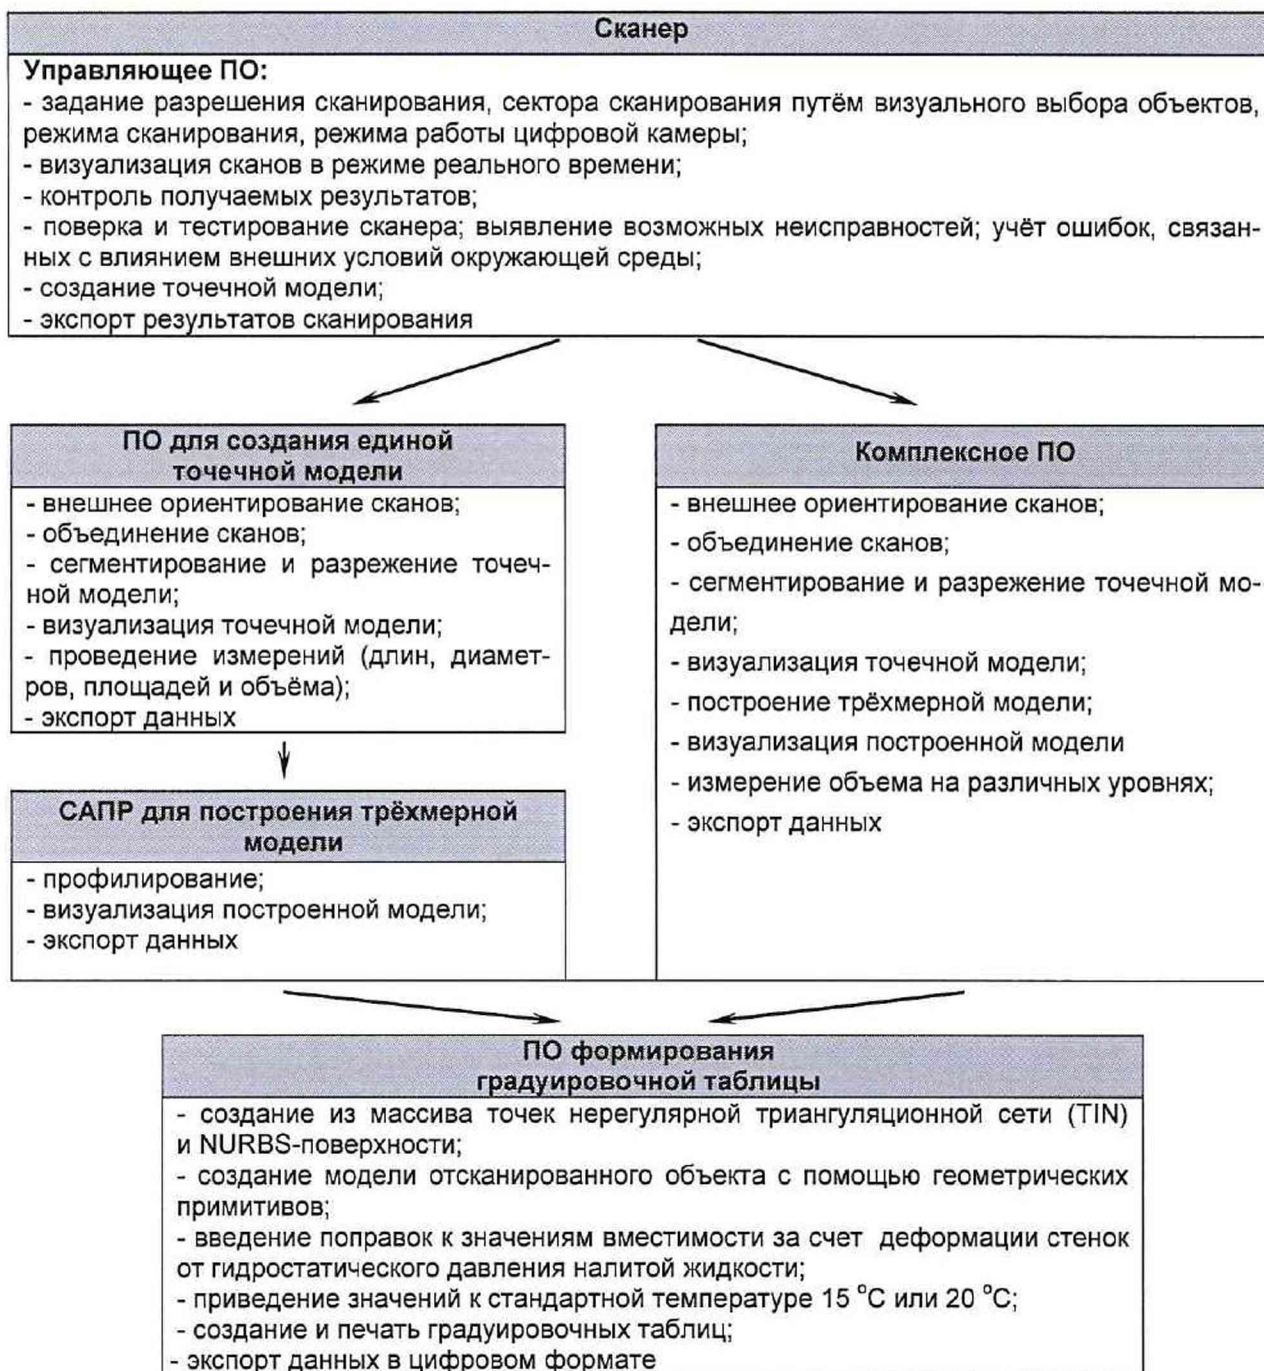 Сканер
Управляющее ПО:
- задание разрешения сканирования, сектора сканирования путём визуального выбора объектов,
режима сканирования, режима работы цифровой камеры;
- визуализация сканов в режиме реального времени;
- контроль получаемых результатов;
- поверка и тестирование сканера; выявление возможных неисправностей; учёт ошибок, связан-
ных с влиянием внешних условий окружающей среды;
- создание точечной модели;
- экспорт результатов сканирования
ПО для создания единой
точечной модели
- внешнее ориентирование сканов;
- объединение сканов;
- сегментирование и разрежение точеч-
ной модели;
- визуализация точечной модели;
- проведение измерений (длин, диамет-
ров, площадей и объёма);
- экспорт данных
САПР для построения трёхмерной
модели
- профилирование;
- визуализация построенной модели;
- экспорт данных
Комплексное ПО
- внешнее ориентирование сканов;
- объединение сканов;
- сегментирование и разрежение точечной мо-
дели;
- визуализация точечной модели;
- построение трёхмерной модели;
- визуализация построенной модели
- измерение объема на различных уровнях;
- экспорт данных
ПО формирования
градуировочной таблицы
- создание из массива точек нерегулярной триангуляционной сети (TIN)
и NURBS-поверхности;
- создание модели отсканированного объекта с помощью геометрических
примитивов;
- введение поправок к значениям вместимости за счет деформации стенок
от гидростатического давления налитой жидкости;
- приведение значений к стандартной температуре 15 °С или 20 °С;
- создание и печать градуировочных таблиц;
- экспорт данных в цифровом формате